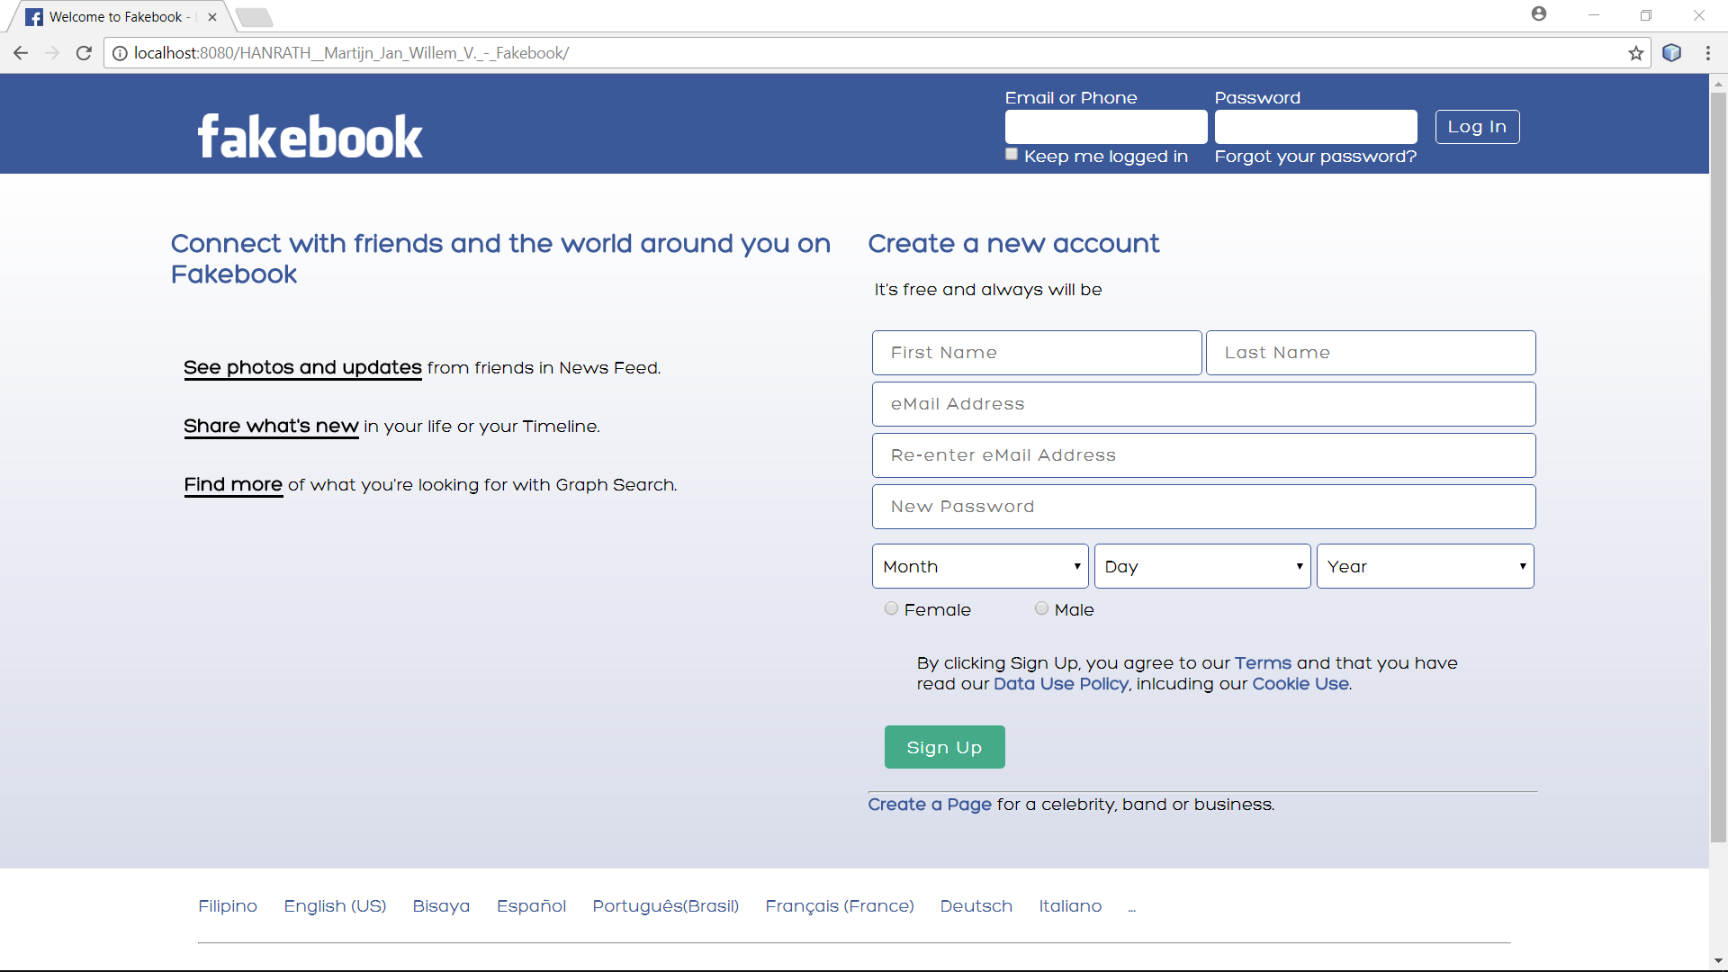 Welcome to Fakebook -
localhost:8080/HANRATH__Martijn_Jan_Willem_V._-_Fakebook/
fakebook
Email or Phone
Password
Log In
Keep me logged in
Forgot your password?
Connect with friends and the world around you on
Fakebook
See photos and updates from friends in News Feed.
Share what's new in your life or your Timeline.
Find more of what you're looking for with Graph Search.
Create a new account
It's free and always will be
First Name
Last Name
eMail Address
Re-enter eMail Address
New Password
Month
Day
Year
Female
Male
By clicking Sign Up, you agree to our Terms and that you have
read our Data Use Policy, inlcuding our Cookie Use.
Sign Up
Create a Page for a celebrity, band or business.
Filipino English (US) Bisaya Español Português(Brasil) Français (France) Deutsch Italiano ...